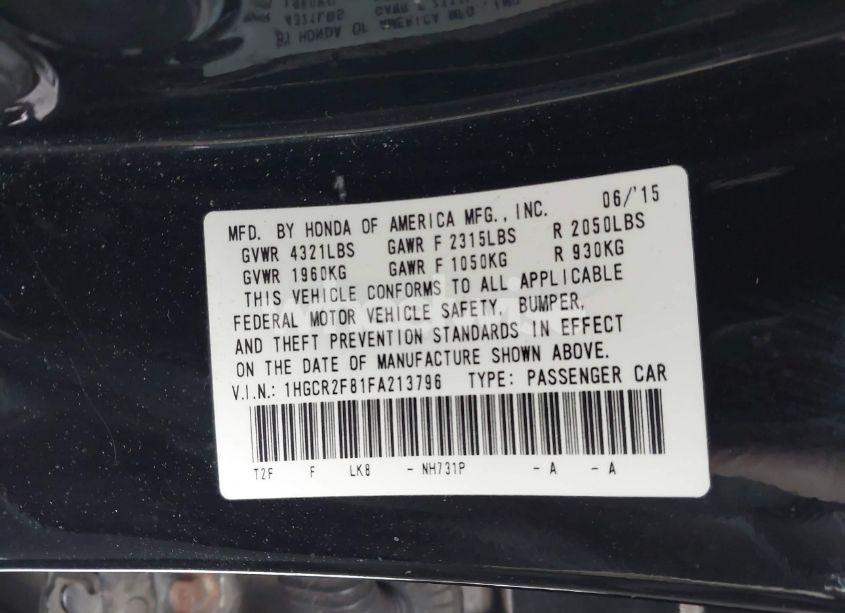 MFD. BY HONDA OF AMERICA MFG., INC. 06/'15
GVWR 4321LBS GAWR F 2315LBS R 2050LBS
GVWR 1960KG GAWR F 1050KG R 930KG
THIS VEHICLE CONFORMS TO ALL APPLICABLE
FEDERAL MOTOR VEHICLE SAFETY, BUMPER,
AND THEFT PREVENTION STANDARDS IN EFFECT
ON THE DATE OF MANUFACTURE SHOWN ABOVE.
V.I.N.: 1HGCR2F81FA213796 TYPE: PASSENGER CAR
T2F F LK8 - NH731P - A - A